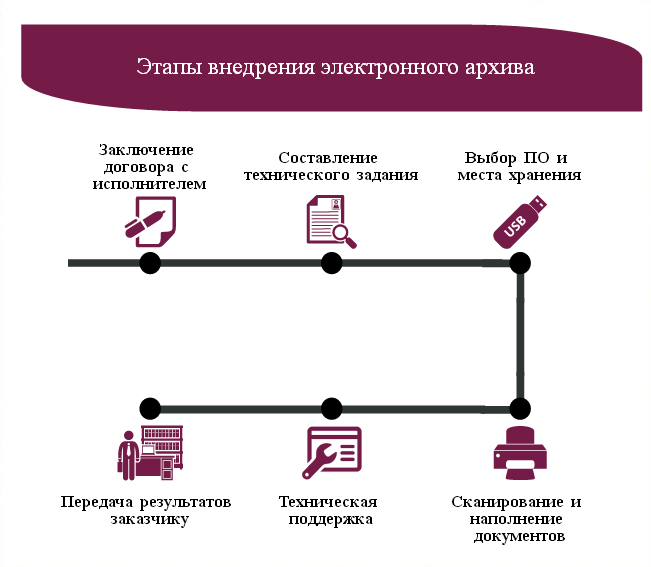 Этапы внедрения электронного архива
Заключение
договора с
исполнителем
Составление
технического задания
Выбор ПО и
места хранения
USB
Передача результатов
заказчику
Техническая
поддержка
Сканирование и
наполнение
документов